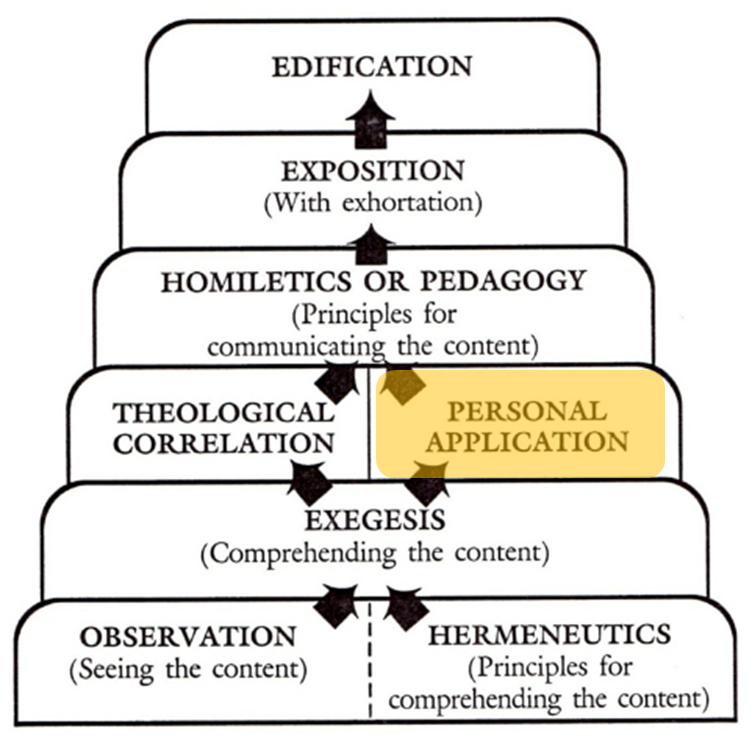 EDIFICATION
EXPOSITION
(With exhortation)
HOMILETICS OR PEDAGOGY
(Principles for
communicating the content)
THEOLOGICAL
CORRELATION
PERSONAL
APPLICATION
EXEGESIS
(Comprehending the content)
OBSERVATION
(Seeing the content)
HERMENEUTICS
(Principles for
comprehending the content)